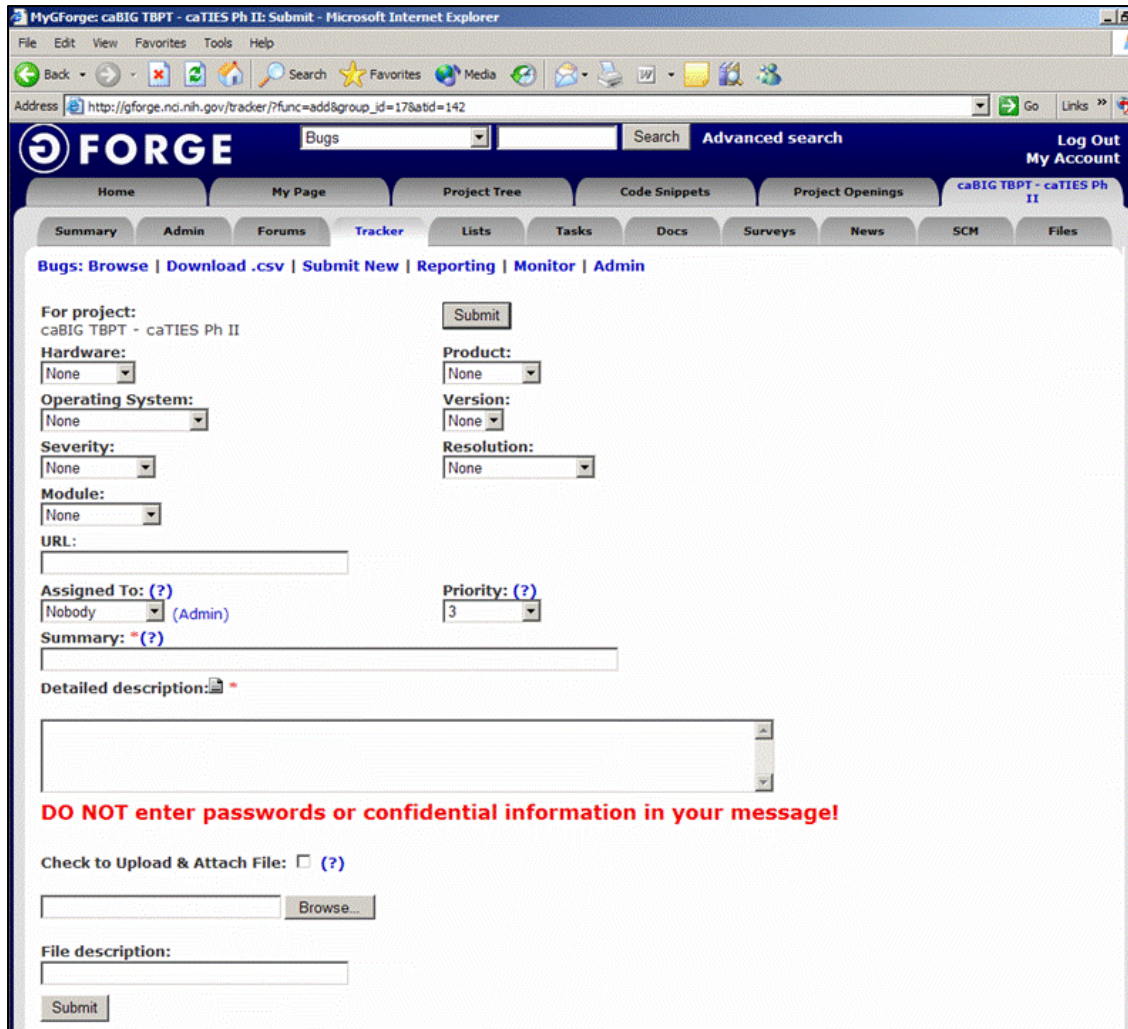 MyGForge: caBIG TBPT - caTIES Ph II: Submit - Microsoft Internet Explorer
File Edit View Favorites Tools Help
Back Search Favorites Media
Address http://gforge.nci.nih.gov/tracker/?func=add&group_id=17&atid=142 Go Links »
GFORGE Bugs Search Advanced search Log Out
My Account
Home My Page Project Tree Code Snippets Project Openings caBIG TBPT - caTIES Ph II
Summary Admin Forums Tracker Lists Tasks Docs Surveys News SCM Files
Bugs: Browse | Download .csv | Submit New | Reporting | Monitor | Admin
For project: Submit
caBIG TBPT - caTIES Ph II
Hardware: Product:
None None
Operating System: Version:
None None
Severity: Resolution:
None None
Module:
None
URL:
Assigned To: (?) Priority: (?)
Nobody (Admin) 3
Summary: *(?)
Detailed description: *
DO NOT enter passwords or confidential information in your message!
Check to Upload & Attach File: (?)
Browse...
File description:
Submit